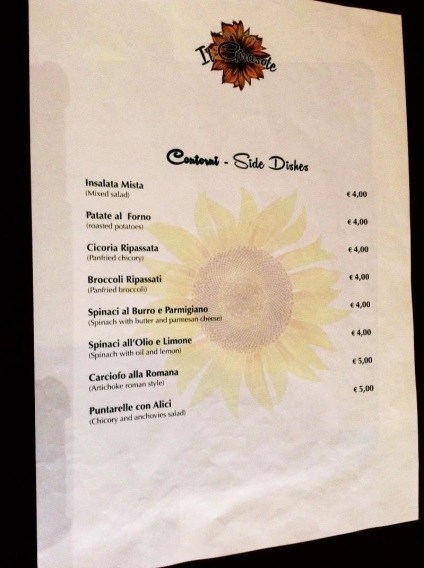 Il Girasole
Contorni - Side Dishes
Insalata Mista € 4,00
(Mixed salad)
Patate al Forno € 4,00
(roasted potatoes)
Cicoria Ripassata € 4,00
(Panfried chicory)
Broccoli Ripassati € 4,00
(Panfried broccoli)
Spinaci al Burro e Parmigiano € 4,00
(Spinach with butter and parmesan cheese)
Spinaci all'Olio e Limone € 4,00
(Spinach with oil and lemon)
Carciofo alla Romana € 5,00
(Artichoke roman style)
Puntarelle con Alici € 5,00
(Chicory and anchovies salad)